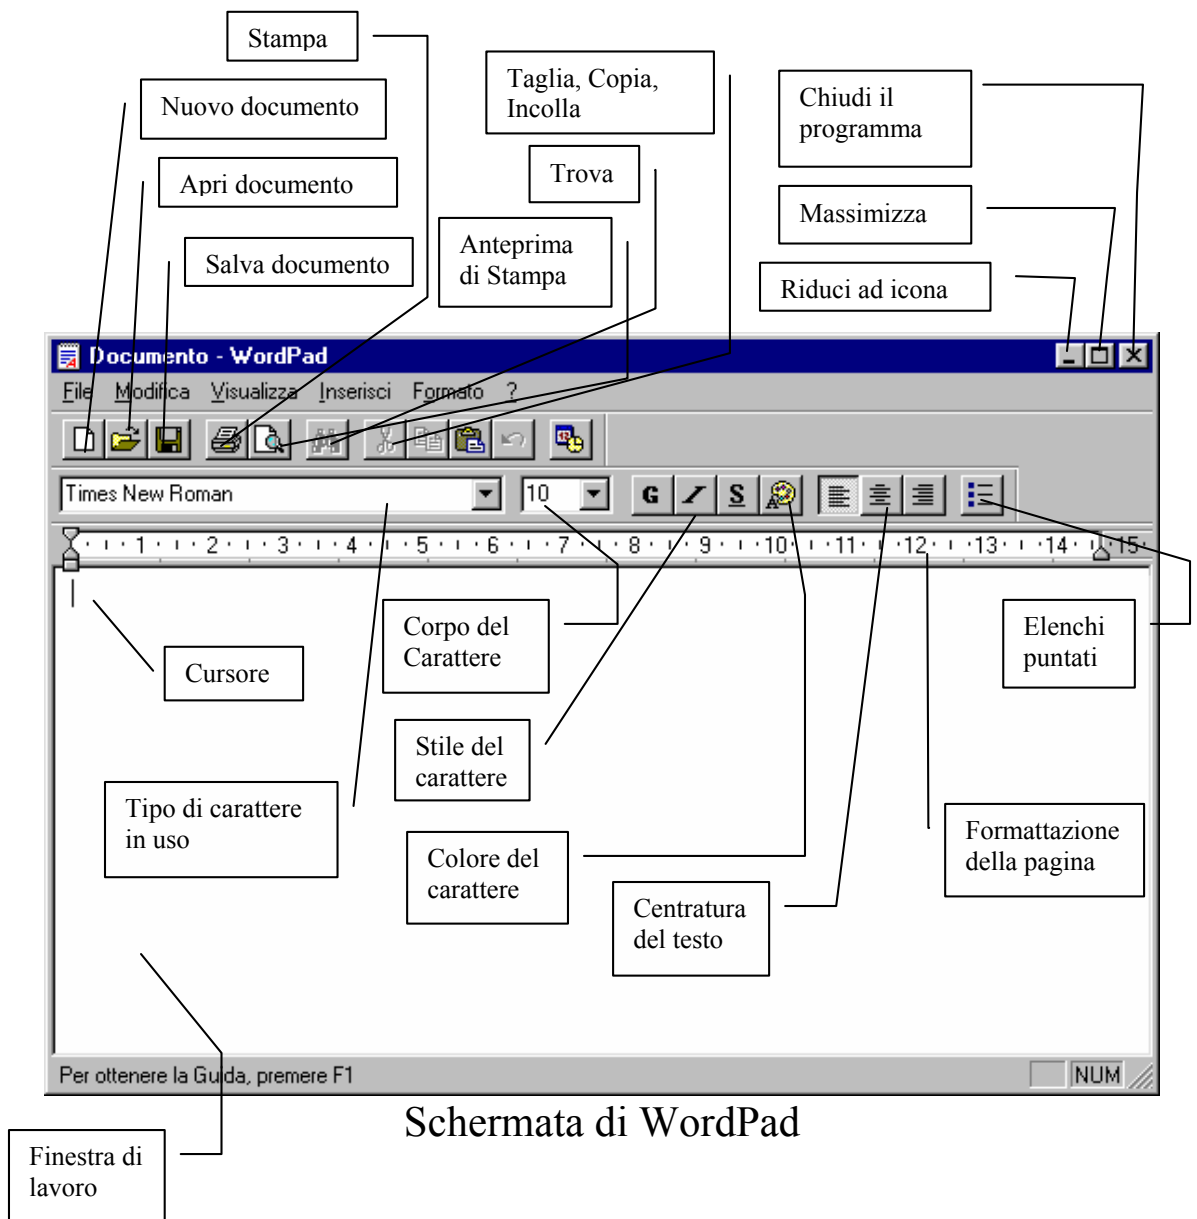 Stampa
Nuovo documento
Taglia, Copia,
Incolla
Chiudi il
programma
Apri documento
Trova
Massimizza
Salva documento
Anteprima
di Stampa
Riduci ad icona
Documento - WordPad
File Modifica Visualizza Inserisci Formato ?
Times New Roman 10 G I S
1 2 3 4 5 6 7 8 9 10 11 12 13 14 15
Cursore
Corpo del
Carattere
Elenchi
puntati
Stile del
carattere
Tipo di carattere
in uso
Colore del
carattere
Formattazione
della pagina
Centratura
del testo
Per ottenere la Guida, premere F1 NUM
Schermata di WordPad
Finestra di
lavoro